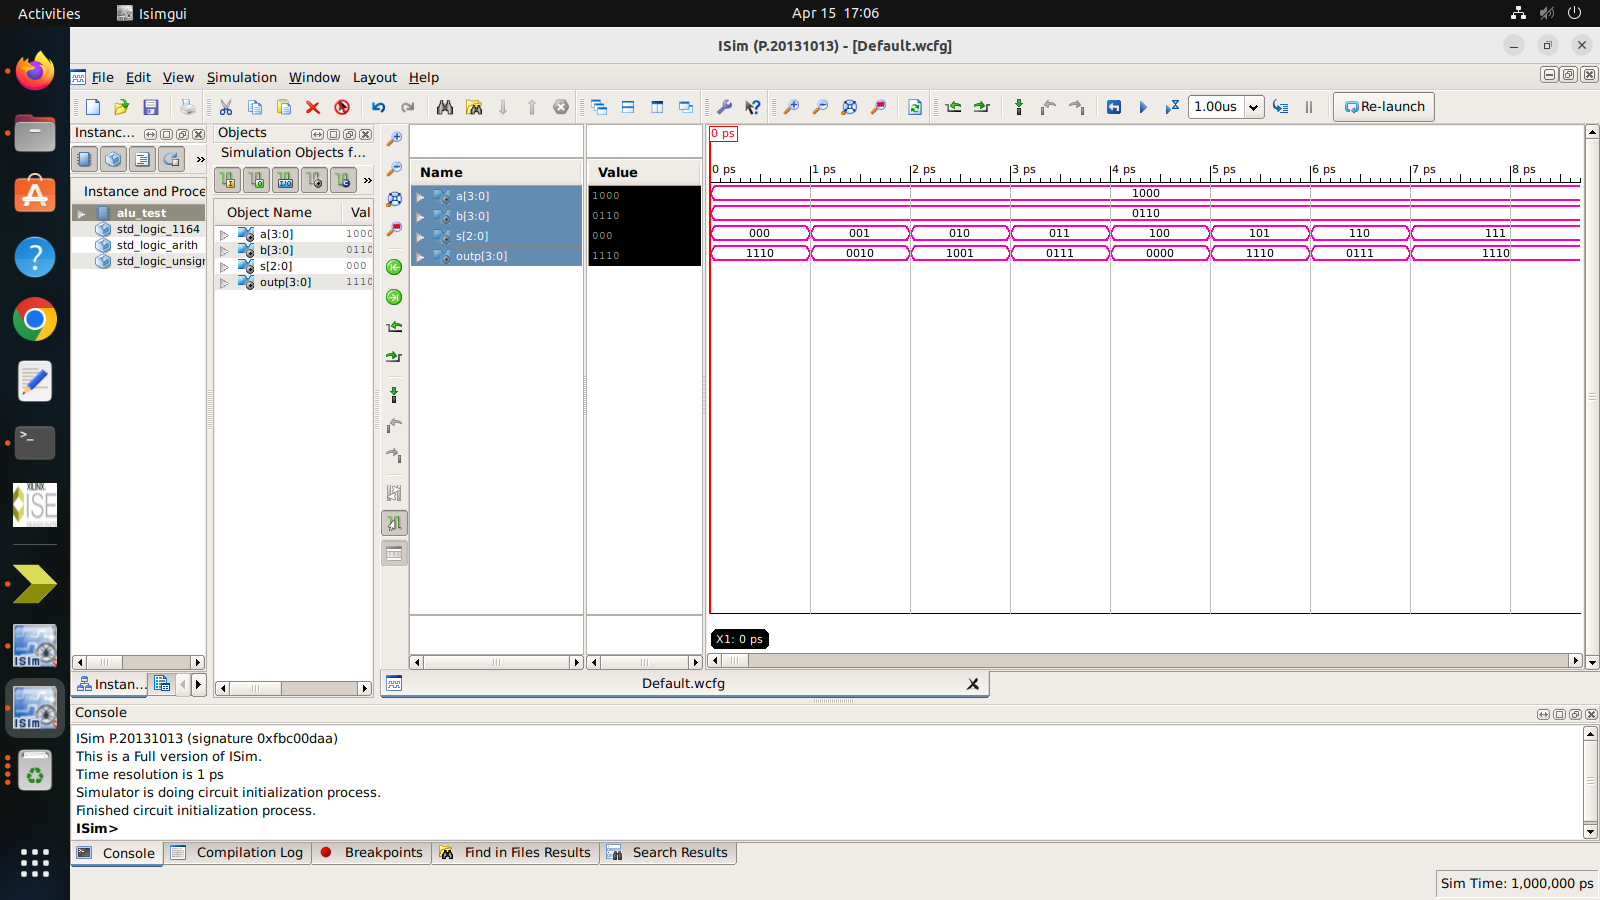 Activities Isimgui Apr 15 17:06
ISim (P.20131013) - [Default.wcfg]
File Edit View Simulation Window Layout Help
1.00us Re-launch
Instanc... Objects
Simulation Objects f...
» »
Instance and Proce
alu_test
std_logic_1164
std_logic_arith
std_logic_unsigr
Object Name Val
a[3:0] 1000
b[3:0] 0110
s[2:0] 000
outp[3:0] 1110
Name Value
a[3:0] 1000
b[3:0] 0110
s[2:0] 000
outp[3:0] 1110
0 ps
0 ps 1 ps 2 ps 3 ps 4 ps 5 ps 6 ps 7 ps 8 ps
1000
0110
000 001 010 011 100 101 110 111
1110 0010 1001 0111 0000 1110 0111 1110
X1: 0 ps
XILINX
ISE
ISim
ISim
Instan...
Default.wcfg
Console
ISim P.20131013 (signature 0xfbc00daa)
This is a Full version of ISim.
Time resolution is 1 ps
Simulator is doing circuit initialization process.
Finished circuit initialization process.
ISim>
Console Compilation Log Breakpoints Find in Files Results Search Results
Sim Time: 1,000,000 ps